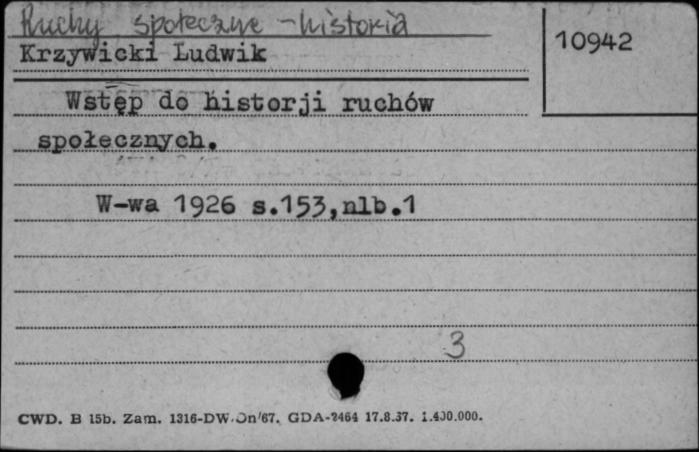 Ruchy społeczne - historia
Krzywicki Ludwik
10942
Wstęp do historji ruchów
społecznych.
W-wa 1926 s.153,nlb.1
3
CWD. B 15b. Zam. 1316-DW.Dn/67. GDA-2464 17.8.37. 1.400.000.